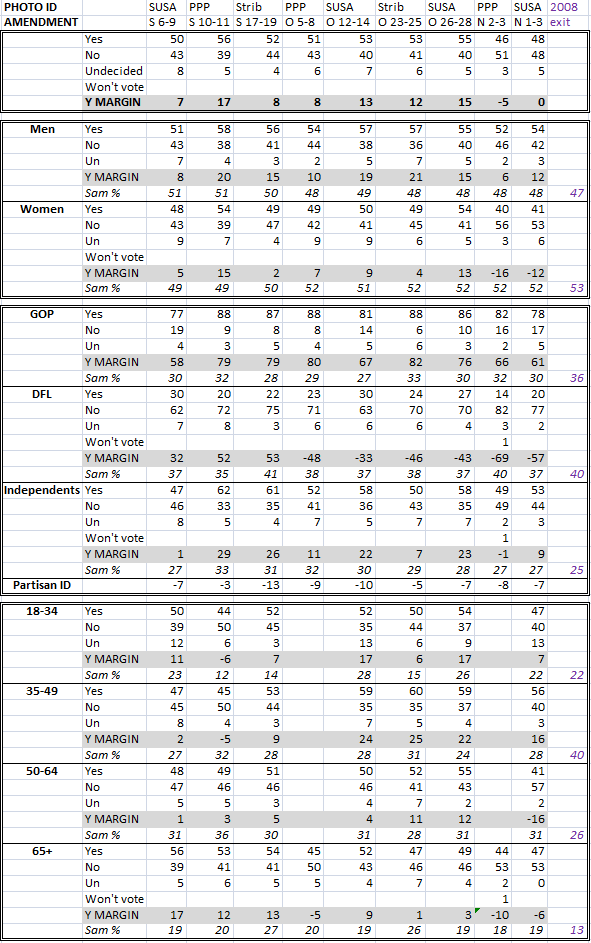 PHOTO ID SUSA PPP Strib PPP SUSA Strib SUSA PPP SUSA 2008
AMENDMENT S 6-9 S 10-11 S 17-19 O 5-8 O 12-14 O 23-25 O 26-28 N 2-3 N 1-3 exit
Yes 50 56 52 51 53 53 55 46 48
No 43 39 44 43 40 41 40 51 48
Undecided 8 5 4 6 7 6 5 3 5
Won't vote
Y MARGIN 7 17 8 8 13 12 15 -5 0
Men Yes 51 58 56 54 57 57 55 52 54
No 43 38 41 44 38 36 40 46 42
Un 7 4 3 2 5 7 5 2 3
Y MARGIN 8 20 15 10 19 21 15 6 12
Sam % 51 51 50 48 49 48 48 48 48 47
Women Yes 48 54 49 49 50 49 54 40 41
No 43 39 47 42 41 45 41 56 53
Un 9 7 4 9 9 6 5 3 6
Won't vote
Y MARGIN 5 15 2 7 9 4 13 -16 -12
Sam % 49 49 50 52 51 52 52 52 52 53
GOP Yes 77 88 87 88 81 88 86 82 78
No 19 9 8 8 14 6 10 16 17
Un 4 3 5 4 5 6 3 2 5
Y MARGIN 58 79 79 80 67 82 76 66 61
Sam % 30 32 28 29 27 33 30 32 30 36
DFL Yes 30 20 22 23 30 24 27 14 20
No 62 72 75 71 63 70 70 82 77
Un 7 8 3 6 6 6 4 3 2
Won't vote 1
Y MARGIN 32 52 53 -48 -33 -46 -43 -69 -57
Sam % 37 35 41 38 37 38 37 40 37 40
Independents Yes 47 62 61 52 58 50 58 49 53
No 46 33 35 41 36 43 35 49 44
Un 8 5 4 7 5 7 7 2 3
Won't vote 1
Y MARGIN 1 29 26 11 22 7 23 -1 9
Sam % 27 33 31 32 30 29 28 27 27 25
Partisan ID -7 -3 -13 -9 -10 -5 -7 -8 -7
18-34 Yes 50 44 52 52 50 54 47
No 39 50 45 35 44 37 40
Un 12 6 3 13 6 9 13
Y MARGIN 11 -6 7 17 6 17 7
Sam % 23 12 14 28 15 26 22 22
35-49 Yes 47 45 53 59 60 59 56
No 45 50 44 35 35 37 40
Un 8 4 3 7 5 4 3
Y MARGIN 2 -5 9 24 25 22 16
Sam % 27 32 28 28 31 24 28 40
50-64 Yes 48 49 51 50 52 55 41
No 47 46 46 46 41 43 57
Un 5 5 3 4 7 2 2
Y MARGIN 1 3 5 4 11 12 -16
Sam % 31 36 30 31 28 31 31 26
65+ Yes 56 53 54 45 52 47 49 44 47
No 39 41 41 50 43 46 46 53 53
Un 5 6 5 5 4 7 4 2 0
Won't vote 1
Y MARGIN 17 12 13 -5 9 1 3 -10 -6
Sam % 19 20 27 20 19 26 19 18 19 13